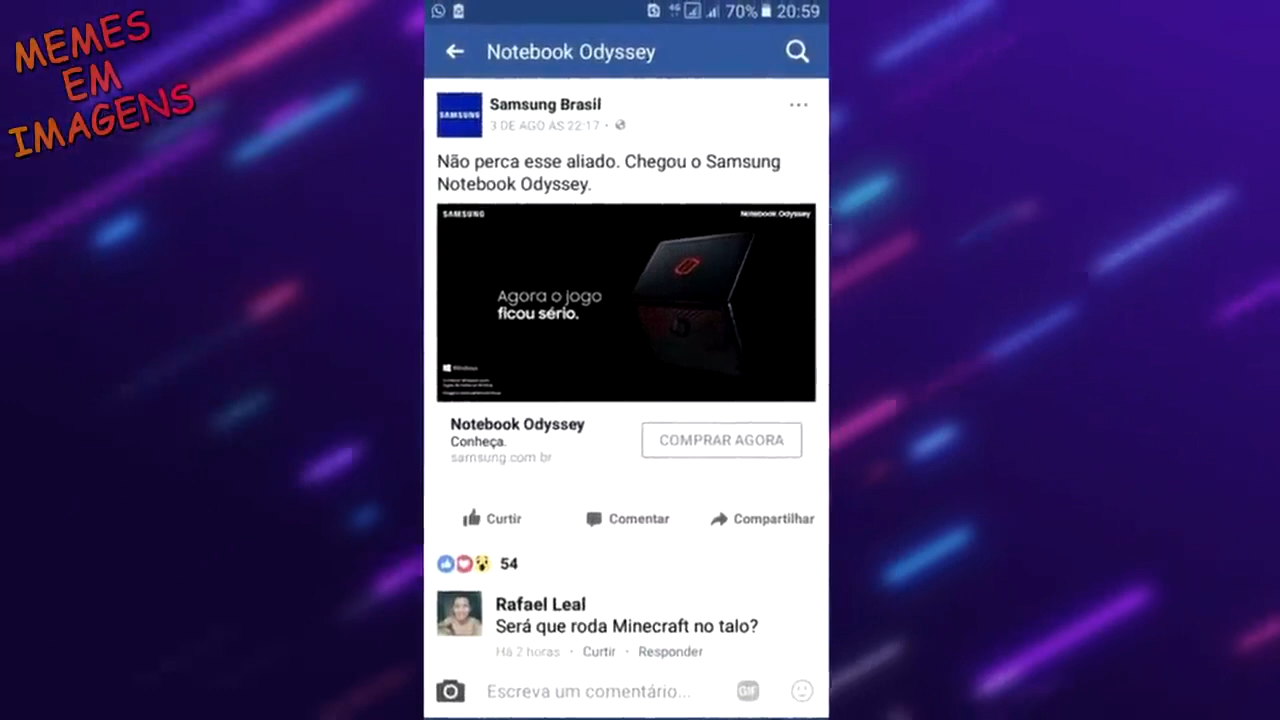 MEMES
EM
IMAGENS
4G
70%
20:59
Notebook Odyssey
SAMSUNG
Samsung Brasil
3 DE AGO ÀS 22:17 ·
Não perca esse aliado. Chegou o Samsung
Notebook Odyssey.
SAMSUNG
Notebook Odyssey
Agora o jogo
ficou sério.
Windows
Notebook Odyssey
Conheça.
samsung.com.br
COMPRAR AGORA
Curtir
Comentar
Compartilhar
54
Rafael Leal
Será que roda Minecraft no talo?
Há 2 horas · Curtir · Responder
Escreva um comentário...
GIF